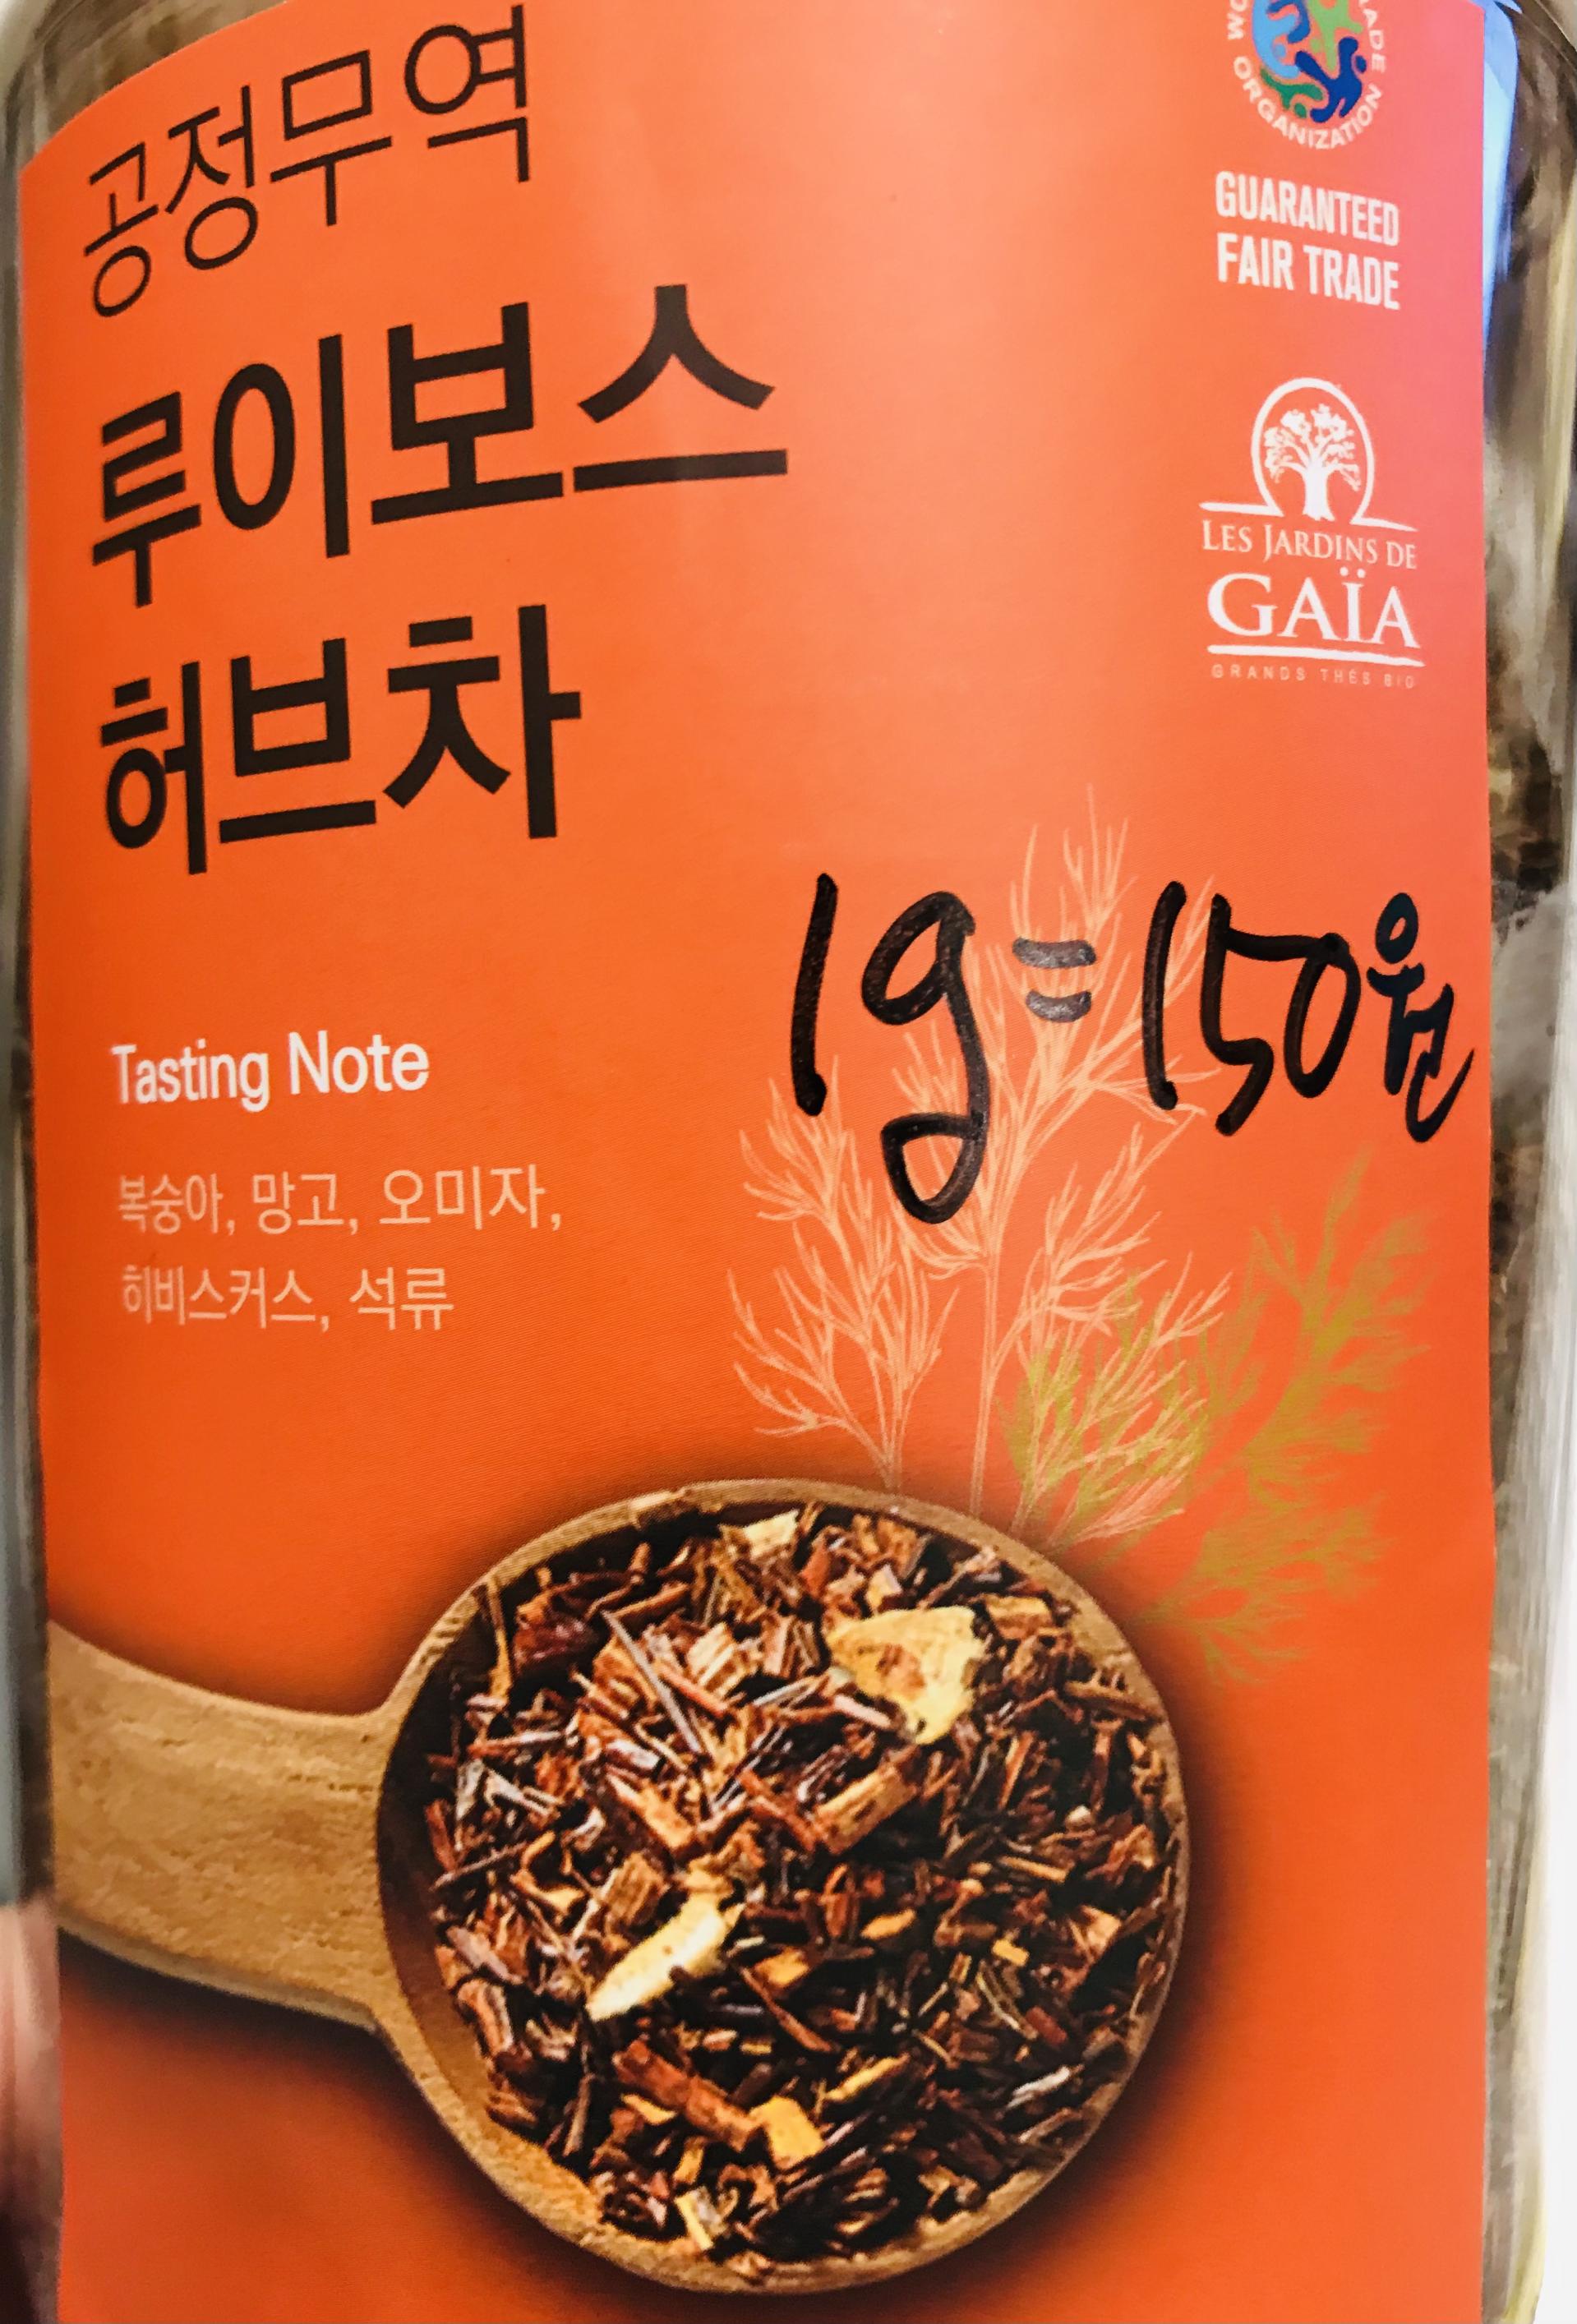 공정무역
루이보스
허브차
ORGANIZATION
GUARANTEED
FAIR TRADE
LES JARDINS DE
GAÏA
GRANDS THÉS BIO
1g=150원
Tasting Note
복숭아, 망고, 오미자,
히비스커스, 석류